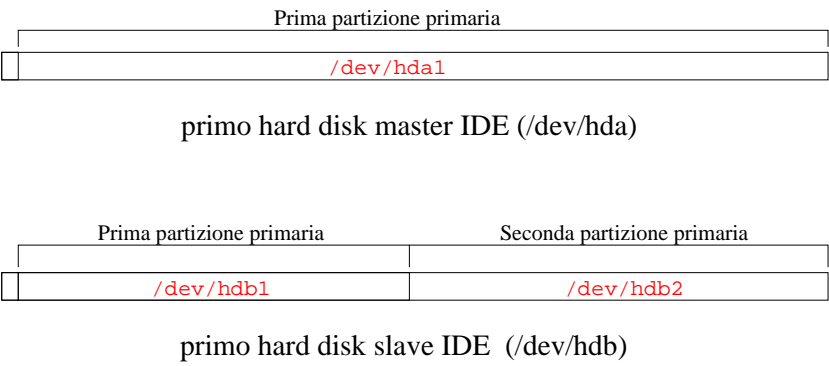 Prima partizione primaria
/dev/hda1
primo hard disk master IDE (/dev/hda)
Prima partizione primaria Seconda partizione primaria
/dev/hdb1 /dev/hdb2
primo hard disk slave IDE (/dev/hdb)